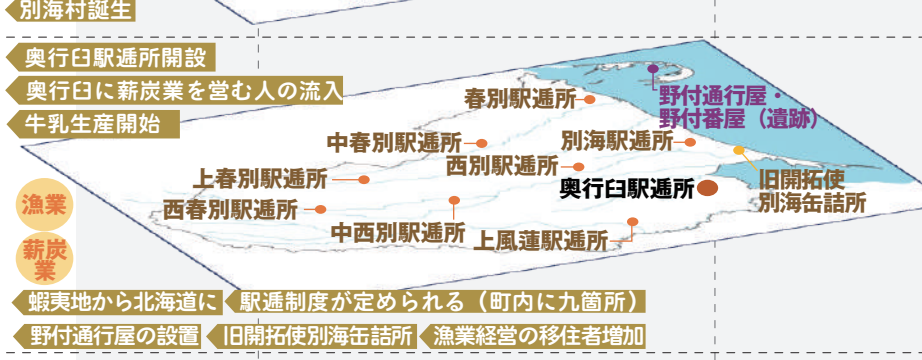 別海村誕生
奥行臼駅逓所開設
奥行臼に薪炭業を営む人の流入
牛乳生産開始
春別駅逓所
野付通行屋・
野付番屋（遺跡）
中春別駅逓所
別海駅逓所
西別駅逓所
上春別駅逓所
奥行臼駅逓所
旧開拓使
別海缶詰所
西春別駅逓所
中西別駅逓所
上風蓮駅逓所
漁業
薪炭
業
蝦夷地から北海道に
駅逓制度が定められる（町内に九箇所）
野付通行屋の設置
旧開拓使別海缶詰所
漁業経営の移住者増加